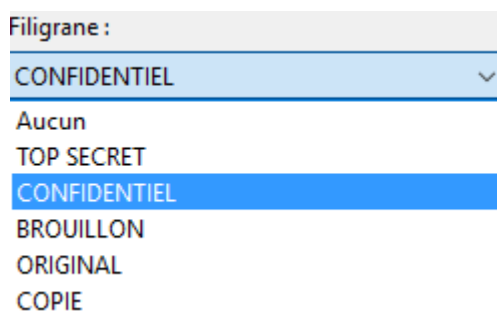 Filigrane :
CONFIDENTIEL
Aucun
TOP SECRET
CONFIDENTIEL
BROUILLON
ORIGINAL
COPIE